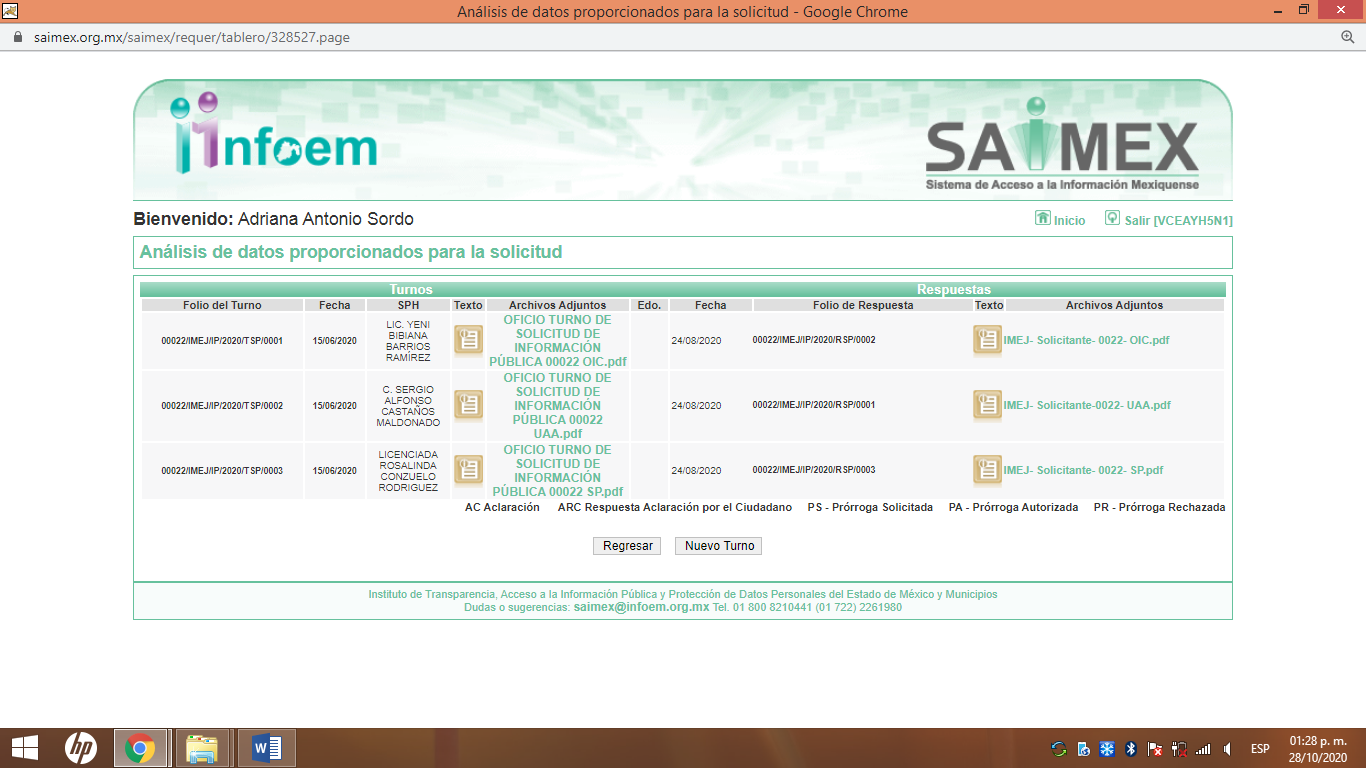 Análisis de datos proporcionados para la solicitud - Google Chrome
saimex.org.mx/saimex/requer/tablero/328527.page
infoem
SAIMEX
Sistema de Acceso a la Información Mexiquense
Bienvenido: Adriana Antonio Sordo
Inicio Salir [VCEAYH5N1]
Análisis de datos proporcionados para la solicitud
Turnos Respuestas
Folio del Turno Fecha SPH Texto Archivos Adjuntos Edo. Fecha Folio de Respuesta Texto Archivos Adjuntos
00022/IMEJ/IP/2020/TSP/0001 15/06/2020
LIC. YENI
BIBIANA
BARRIOS
RAMÍREZ
OFICIO TURNO DE
SOLICITUD DE
INFORMACIÓN
PÚBLICA 00022 OIC.pdf
24/08/2020 00022/IMEJ/IP/2020/RSP/0002 IMEJ- Solicitante- 0022- OIC.pdf
00022/IMEJ/IP/2020/TSP/0002 15/06/2020
C. SERGIO
ALFONSO
CASTAÑOS
MALDONADO
OFICIO TURNO DE
SOLICITUD DE
INFORMACIÓN
PÚBLICA 00022
UAA.pdf
24/08/2020 00022/IMEJ/IP/2020/RSP/0001 IMEJ- Solicitante-0022- UAA.pdf
00022/IMEJ/IP/2020/TSP/0003 15/06/2020
LICENCIADA
ROSALINDA
CONZUELO
RODRIGUEZ
OFICIO TURNO DE
SOLICITUD DE
INFORMACIÓN
PÚBLICA 00022 SP.pdf
24/08/2020 00022/IMEJ/IP/2020/RSP/0003 IMEJ- Solicitante- 0022- SP.pdf
AC Aclaración ARC Respuesta Aclaración por el Ciudadano PS - Prórroga Solicitada PA - Prórroga Autorizada PR - Prórroga Rechazada
Regresar Nuevo Turno
Instituto de Transparencia, Acceso a la Información Pública y Protección de Datos Personales del Estado de México y Municipios
Dudas o sugerencias: saimex@infoem.org.mx Tel. 01 800 8210441 (01 722) 2261980
hp
ESP
01:28 p. m.
28/10/2020